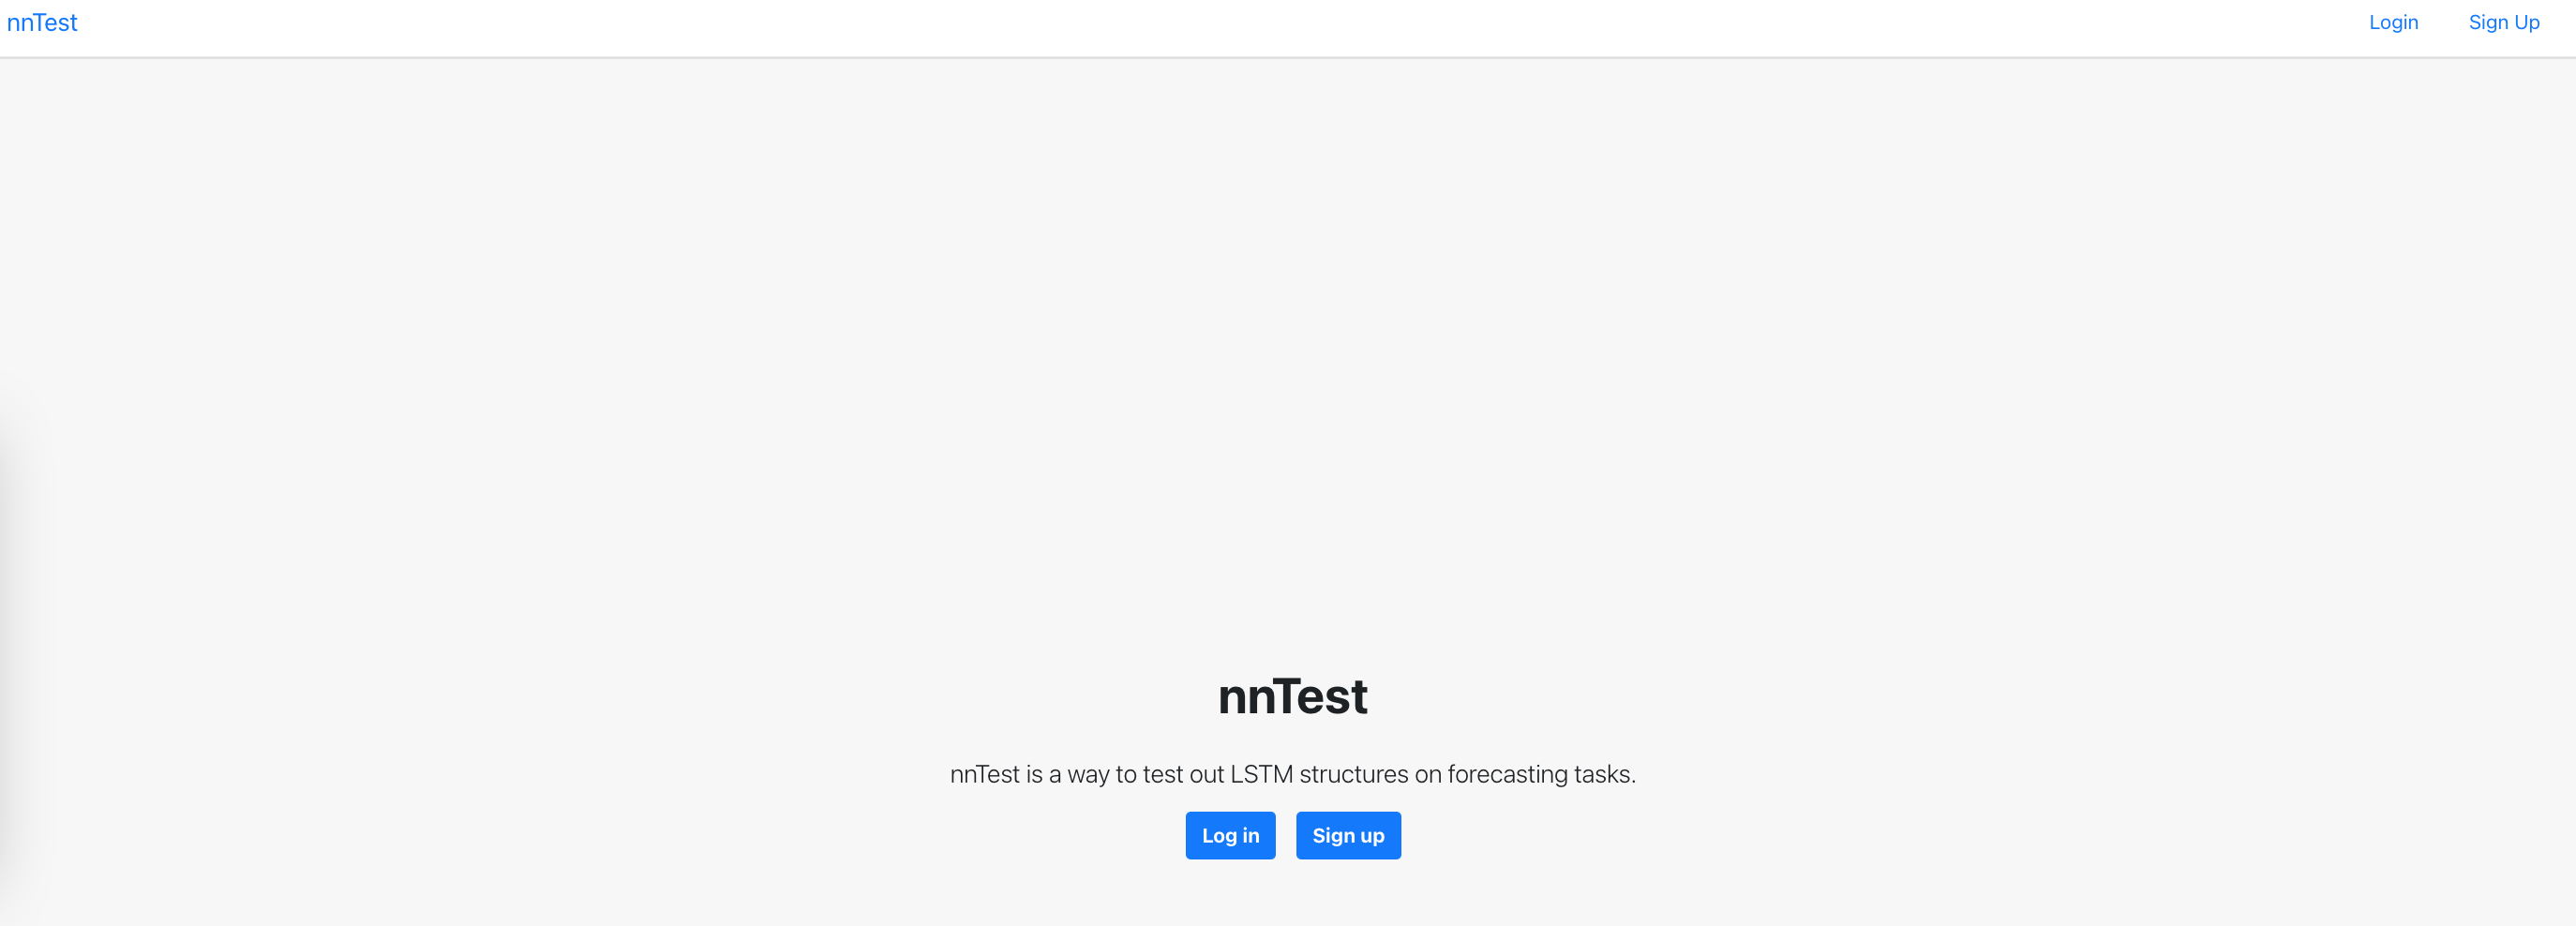 nnTest
Login Sign Up
nnTest
nnTest is a way to test out LSTM structures on forecasting tasks.
Log in Sign up